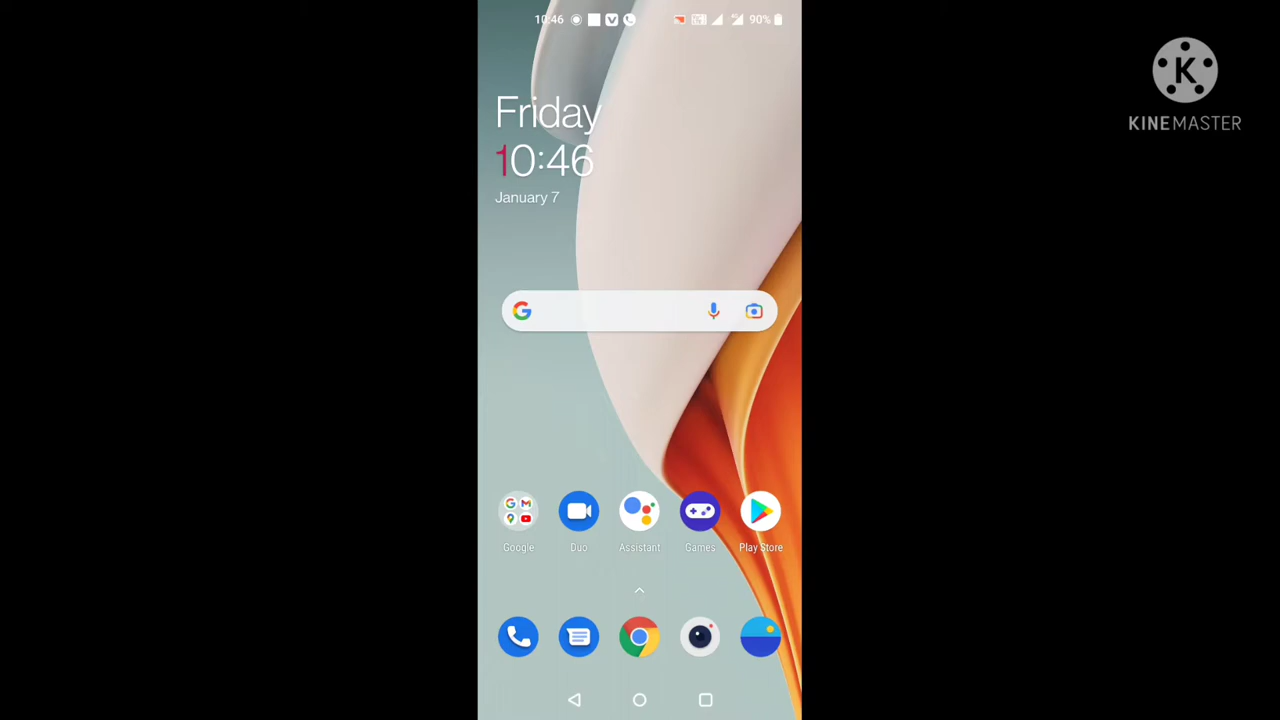 10:46
90%
KINEMASTER
Friday
10:46
January 7
Google
Duo
Assistant
Games
Play Store